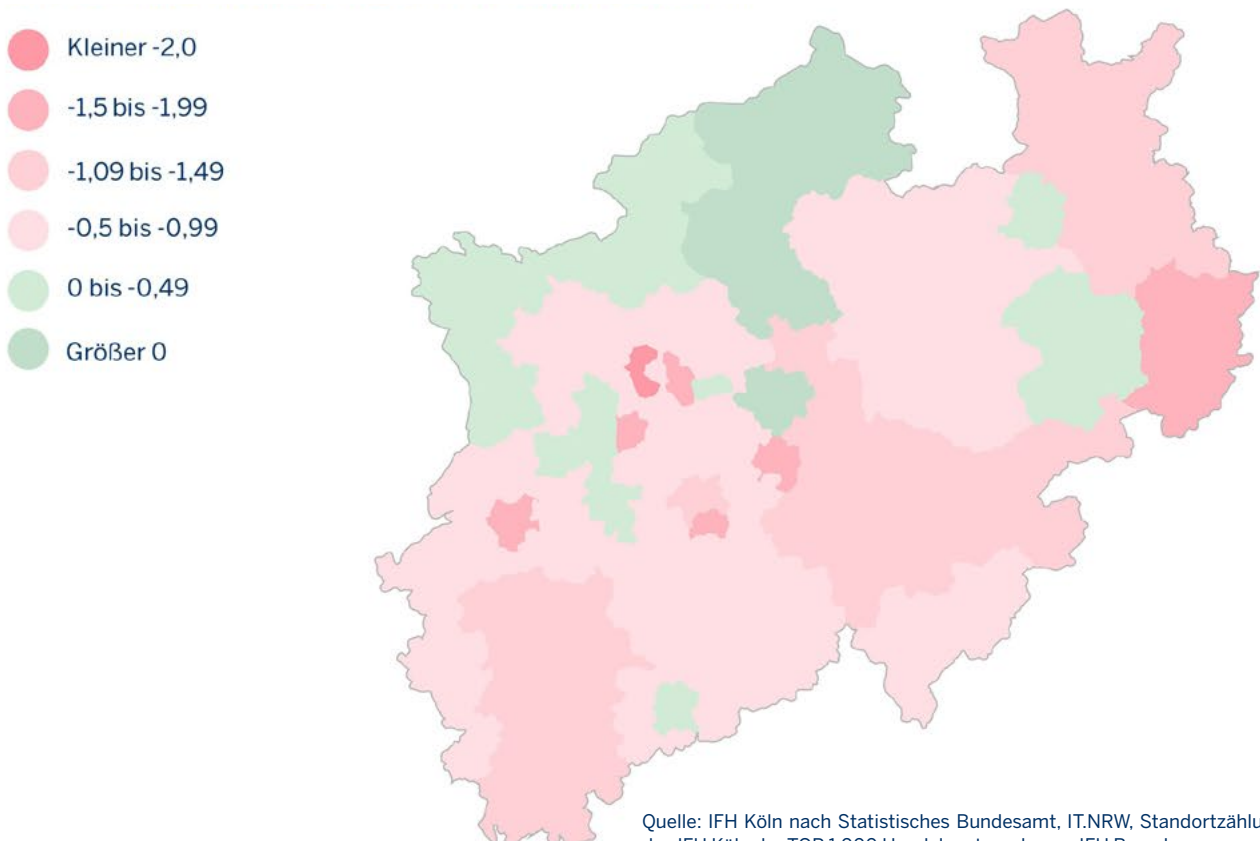 Kleiner -2,0
-1,5 bis -1,99
-1,09 bis -1,49
-0,5 bis -0,99
0 bis -0,49
Größer 0
Quelle: IFH Köln nach Statistisches Bundesamt, IT.NRW, Standortzählu